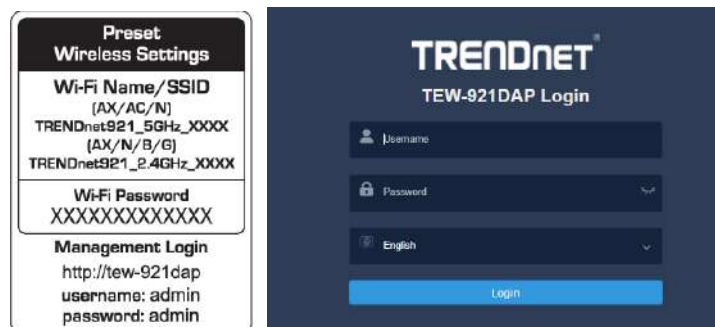 Preset
Wireless Settings
Wi-Fi Name/SSID
(AX/AC/N)
TRENDnet921_5GHz_XXXX
(AX/N/B/G)
TRENDnet921_2.4GHz_XXXX
Wi-Fi Password
XXXXXXXXXXXXX
Management Login
http://tew-921dap
username: admin
password: admin
TRENDNET
TEW-921DAP Login
Username
Password
English
Login